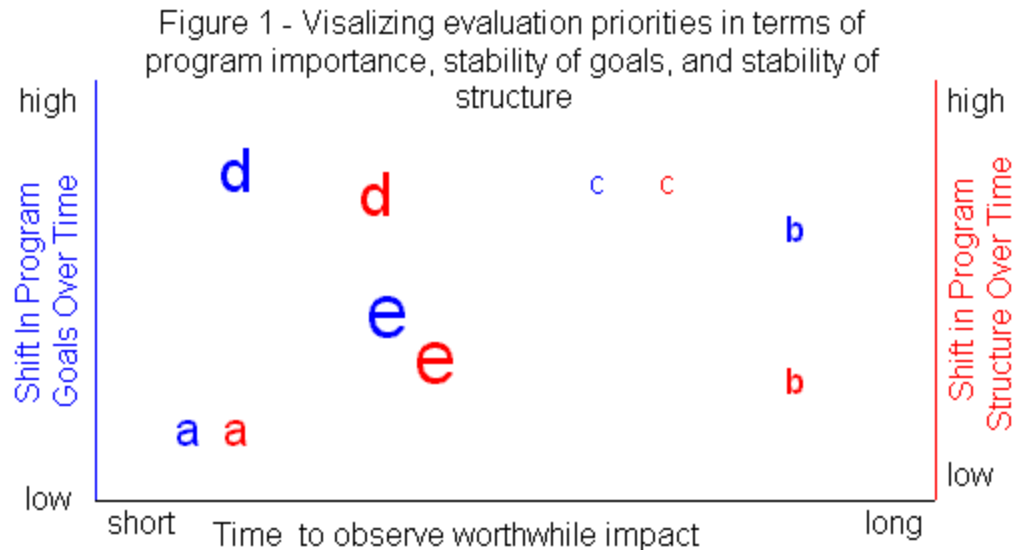 Figure 1 - Visalizing evaluation priorities in terms of
program importance, stability of goals, and stability of
structure
high
high
Shift In Program
Goals Over Time
Shift in Program
Structure Over Time
d
d
c
c
b
e
e
b
a
a
low
low
short
Time to observe worthwhile impact
long